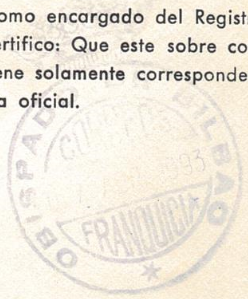 omo encargado del Regist
ertifico: Que este sobre co
ene solamente corresponde
a oficial.
OBISPADO BILBAO
FRANQUICIA